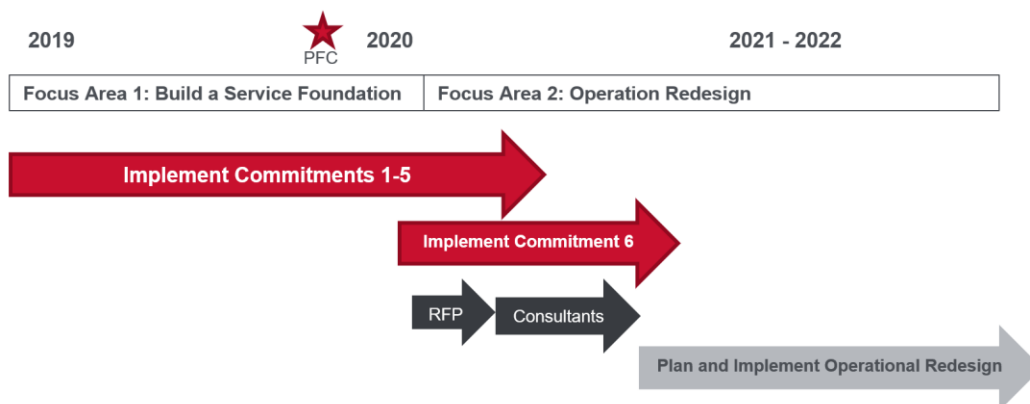 2019
PFC
2020
2021 - 2022
Focus Area 1: Build a Service Foundation
Focus Area 2: Operation Redesign
Implement Commitments 1-5
Implement Commitment 6
RFP
Consultants
Plan and Implement Operational Redesign